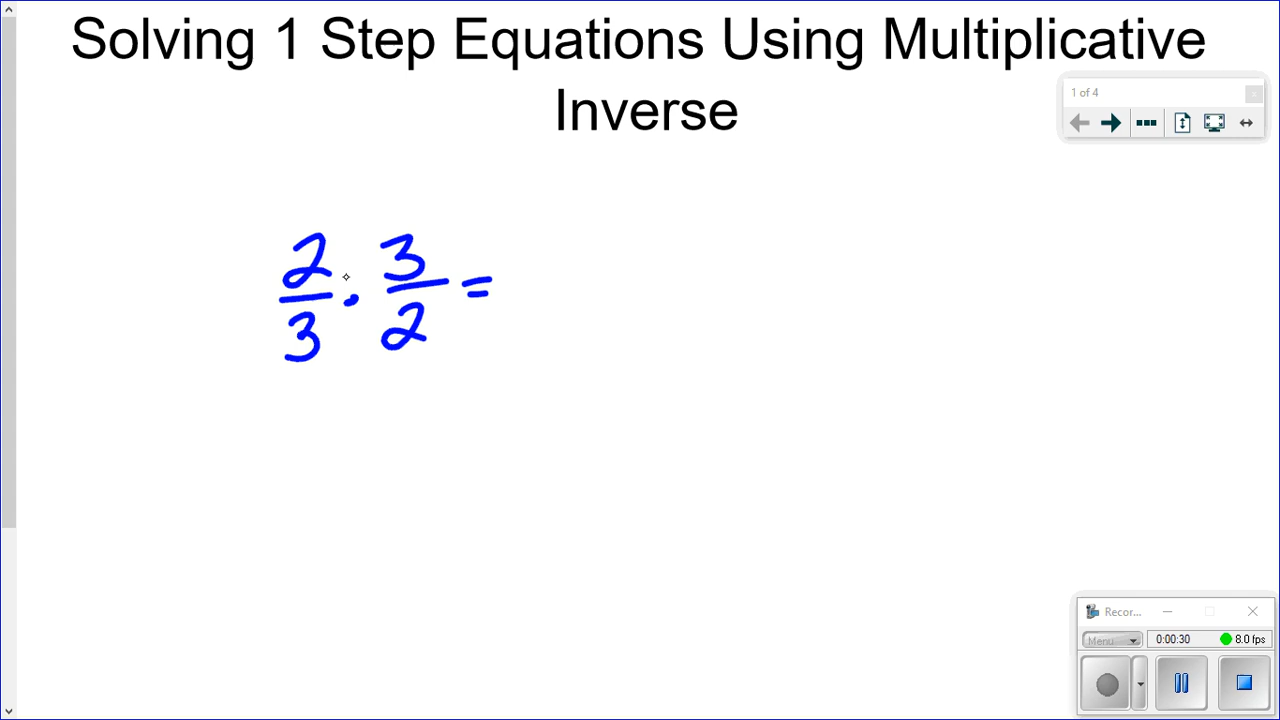 Solving 1 Step Equations Using Multiplicative
Inverse
1 of 4
2/3 · 3/2 =
Recor...
Menu
0:00:30
8.0 fps